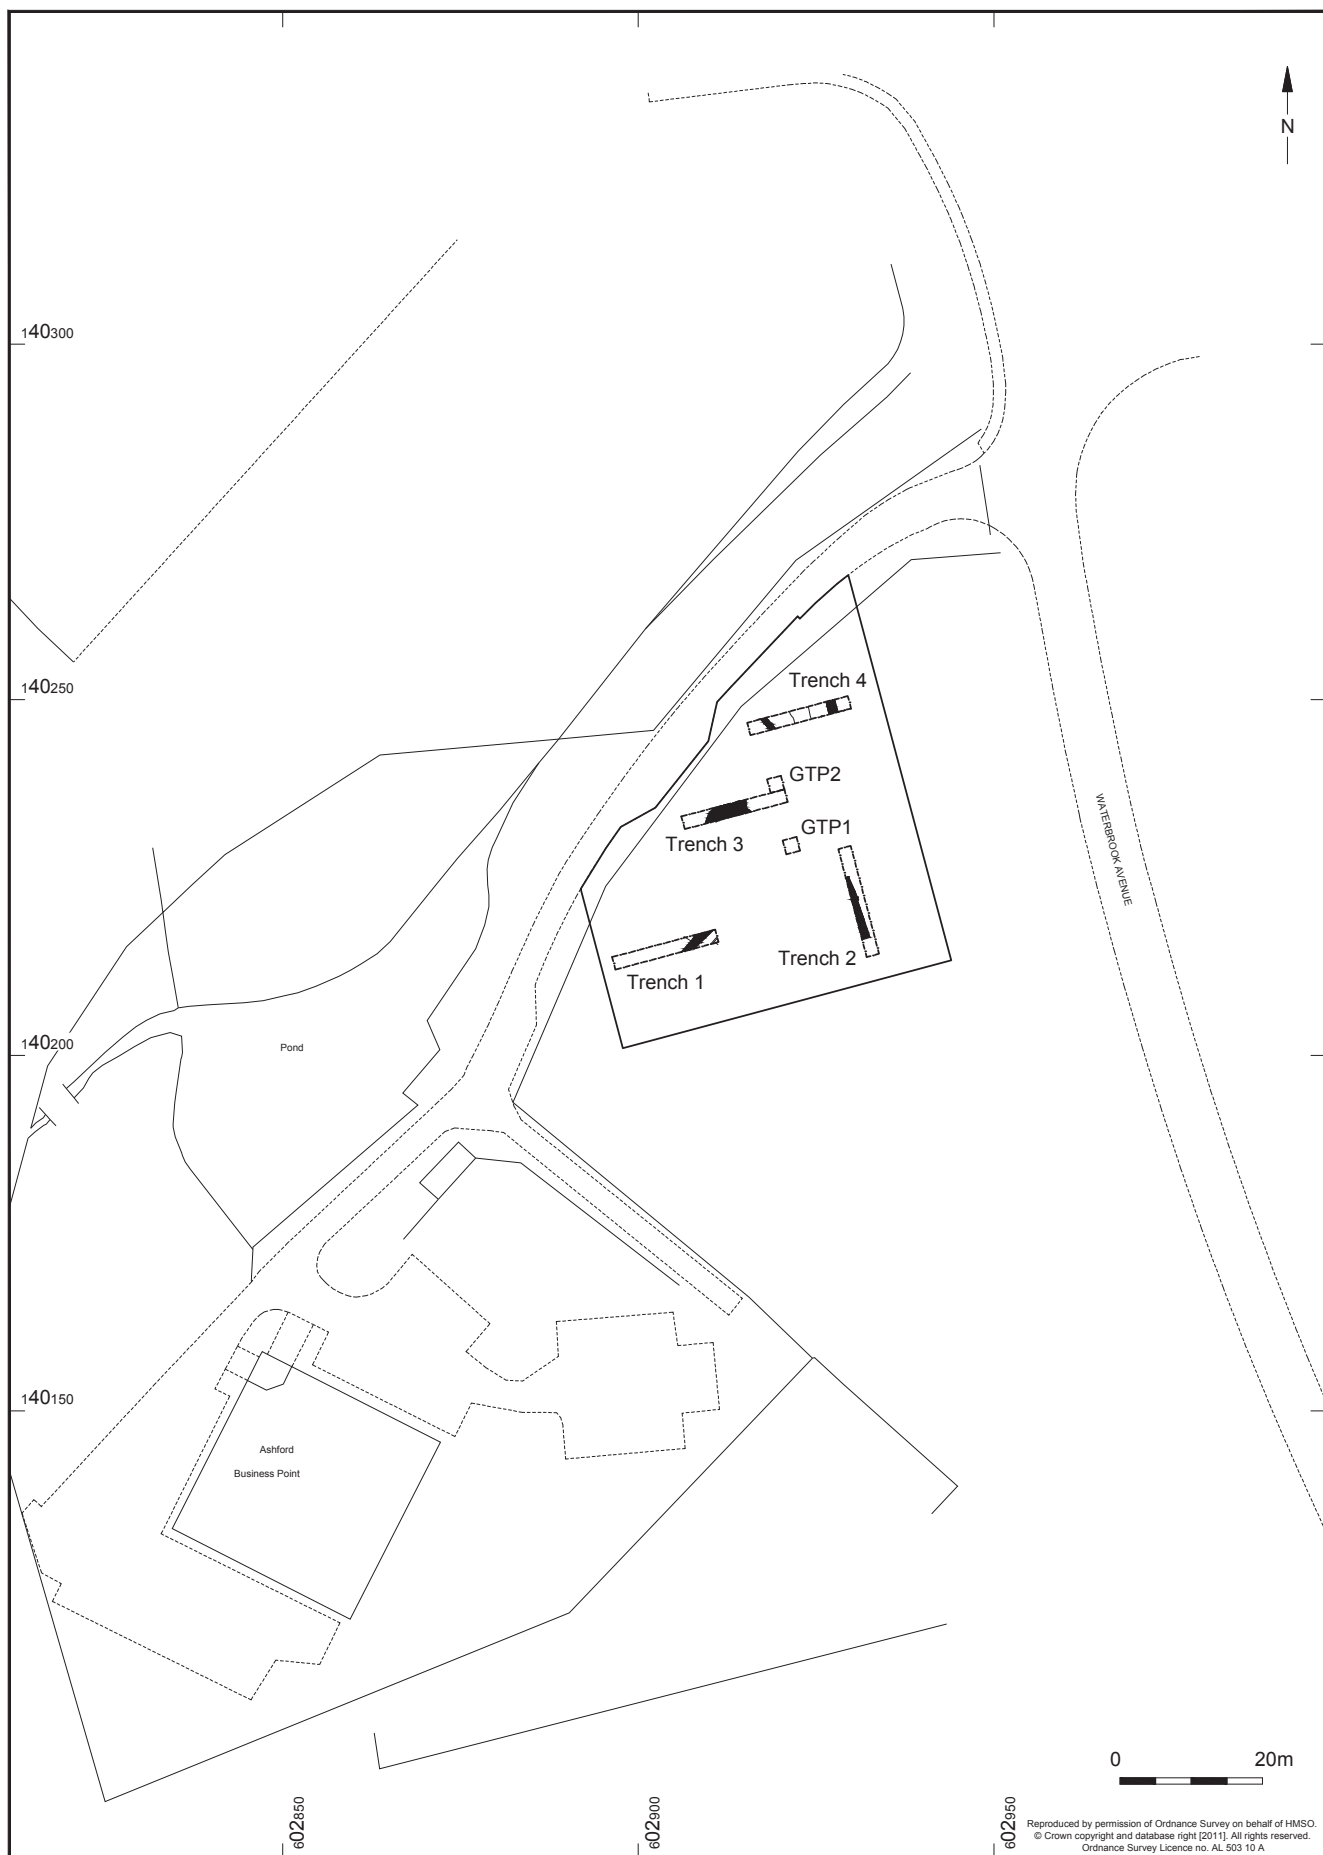 N
140300
140250
Trench 4
GTP2
GTP1
Trench 3
WATERBROOK AVENUE
Trench 2
Trench 1
140200
Pond
140150
Ashford
Business Point
0 20m
602850
602900
602950
Reproduced by permission of Ordnance Survey on behalf of HMSO.
© Crown copyright and database right [2011]. All rights reserved.
Ordnance Survey Licence no. AL 503 10 A